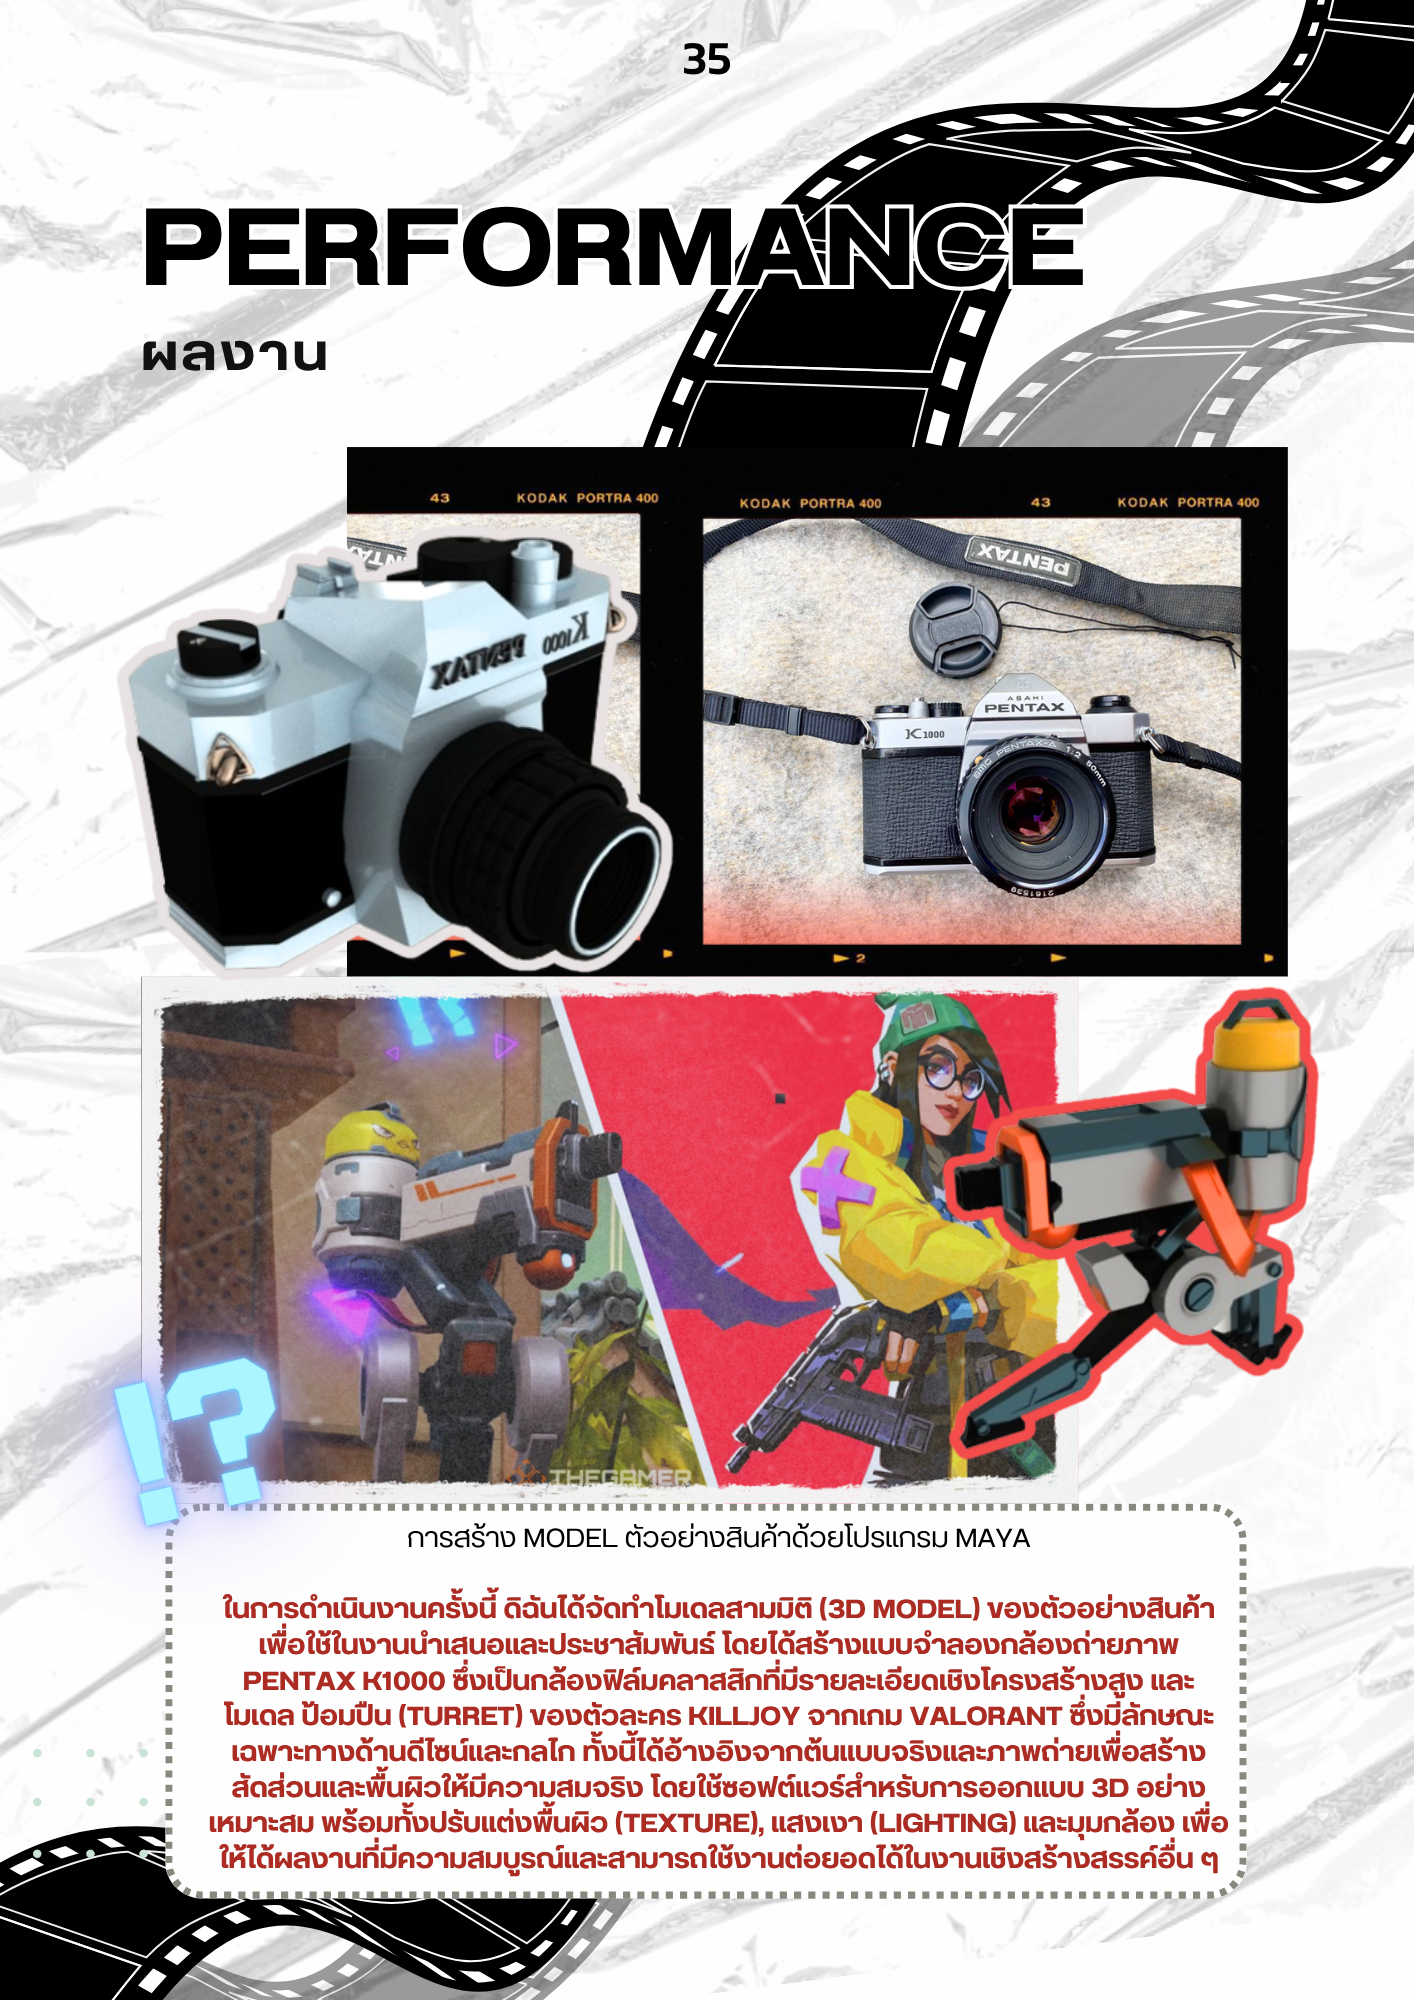 35
PERFORMANCE
ผลงาน
43 KODAK PORTRA 400 KODAK PORTRA 400 43 KODAK PORTRA 400
PENTAX
PENTAX K1000
ASAHI
PENTAX
K1000
SMC PENTAX-A 1:2 50mm
2161539
2
!?
THEGAMER
!?
การสร้าง MODEL ตัวอย่างสินค้าด้วยโปรแกรม MAYA
ในการดำเนินงานครั้งนี้ ดิฉันได้จัดทำโมเดลสามมิติ (3D MODEL) ของตัวอย่างสินค้า
เพื่อใช้ในงานนำเสนอและประชาสัมพันธ์ โดยได้สร้างแบบจำลองกล้องถ่ายภาพ
PENTAX K1000 ซึ่งเป็นกล้องฟิล์มคลาสสิกที่มีรายละเอียดเชิงโครงสร้างสูง และ
โมเดล ป้อมปืน (TURRET) ของตัวละคร KILLJOY จากเกม VALORANT ซึ่งมีลักษณะ
เฉพาะทางด้านดีไซน์และกลไก ทั้งนี้ได้อ้างอิงจากต้นแบบจริงและภาพถ่ายเพื่อสร้าง
สัดส่วนและพื้นผิวให้มีความสมจริง โดยใช้ซอฟต์แวร์สำหรับการออกแบบ 3D อย่าง
เหมาะสม พร้อมทั้งปรับแต่งพื้นผิว (TEXTURE), แสงเงา (LIGHTING) และมุมกล้อง เพื่อ
ให้ได้ผลงานที่มีความสมบูรณ์และสามารถใช้งานต่อยอดได้ในงานเชิงสร้างสรรค์อื่น ๆ